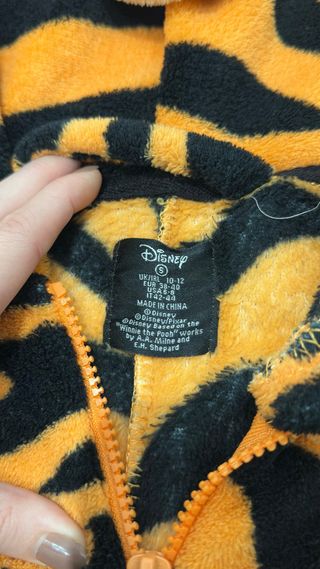 Disney
S
UK/IRL 10-12
EUR 38-40
USA 6-8
IT 42-44
MADE IN CHINA
©Disney
©Disney/Pixar
©Disney Based on the
"Winnie the Pooh" works
by A.A. Milne and
E.H. Shepard